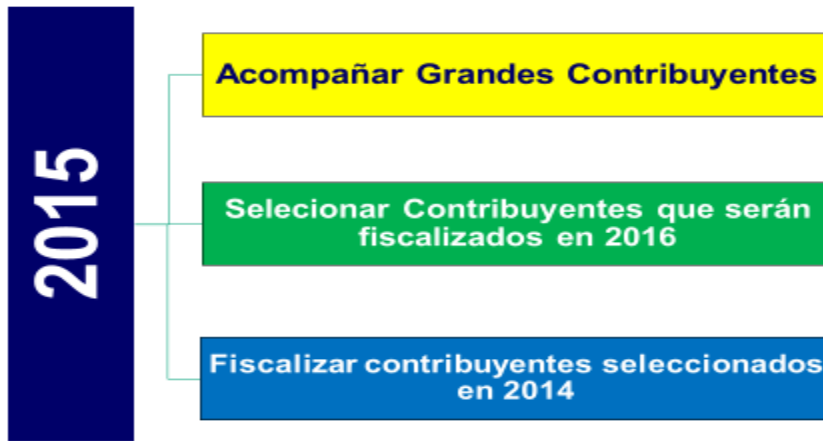 2015
Acompañar Grandes Contribuyentes
Selecionar Contribuyentes que serán
fiscalizados en 2016
Fiscalizar contribuyentes seleccionados
en 2014